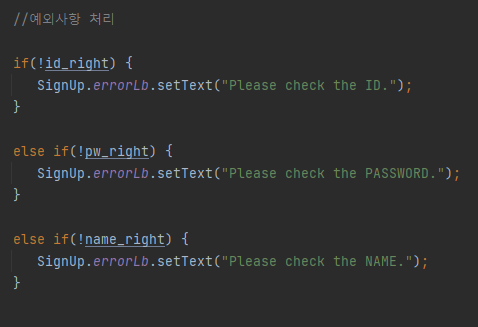 //예외사항 처리
if(!id_right) {
SignUp.errorLb.setText("Please check the ID.");
}
else if(!pw_right) {
SignUp.errorLb.setText("Please check the PASSWORD.");
}
else if(!name_right) {
SignUp.errorLb.setText("Please check the NAME.");
}